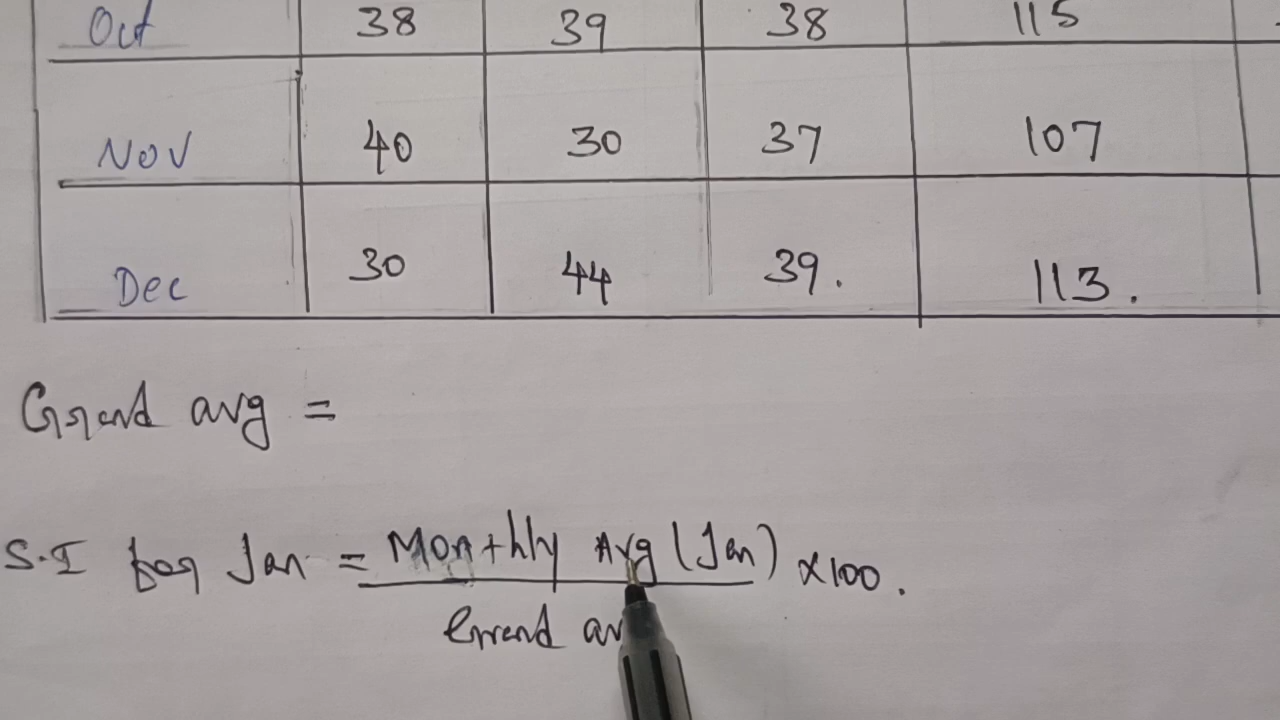 Oct 38 39 38 115
Nov 40 30 37 107
Dec 30 44 39. 113.
Grand avg =
S.I for Jan = Monthly Avg (Jan) x100.
Grand av